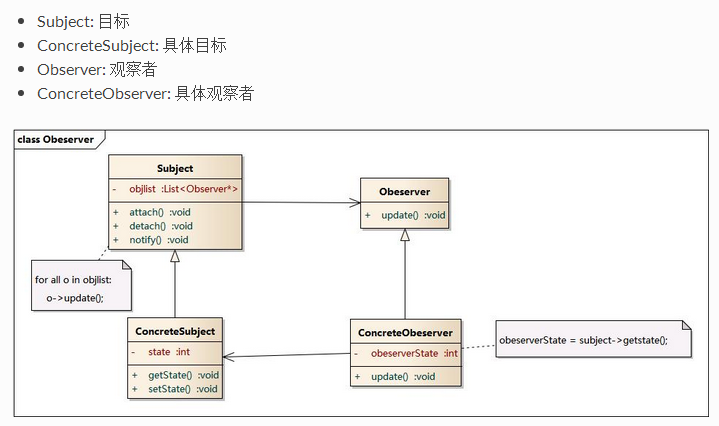 Subject: 目标
ConcreteSubject: 具体目标
Observer: 观察者
ConcreteObserver: 具体观察者
class Obeserver
Subject
- objlist :List<Observer*>
+ attach() :void
+ detach() :void
+ notify() :void
Obeserver
+ update() :void
for all o in objlist:
o->update();
ConcreteSubject
- state :int
+ getState() :void
+ setState() :void
ConcreteObeserver
- obeserverState :int
+ update() :void
obeserverState = subject->getstate();